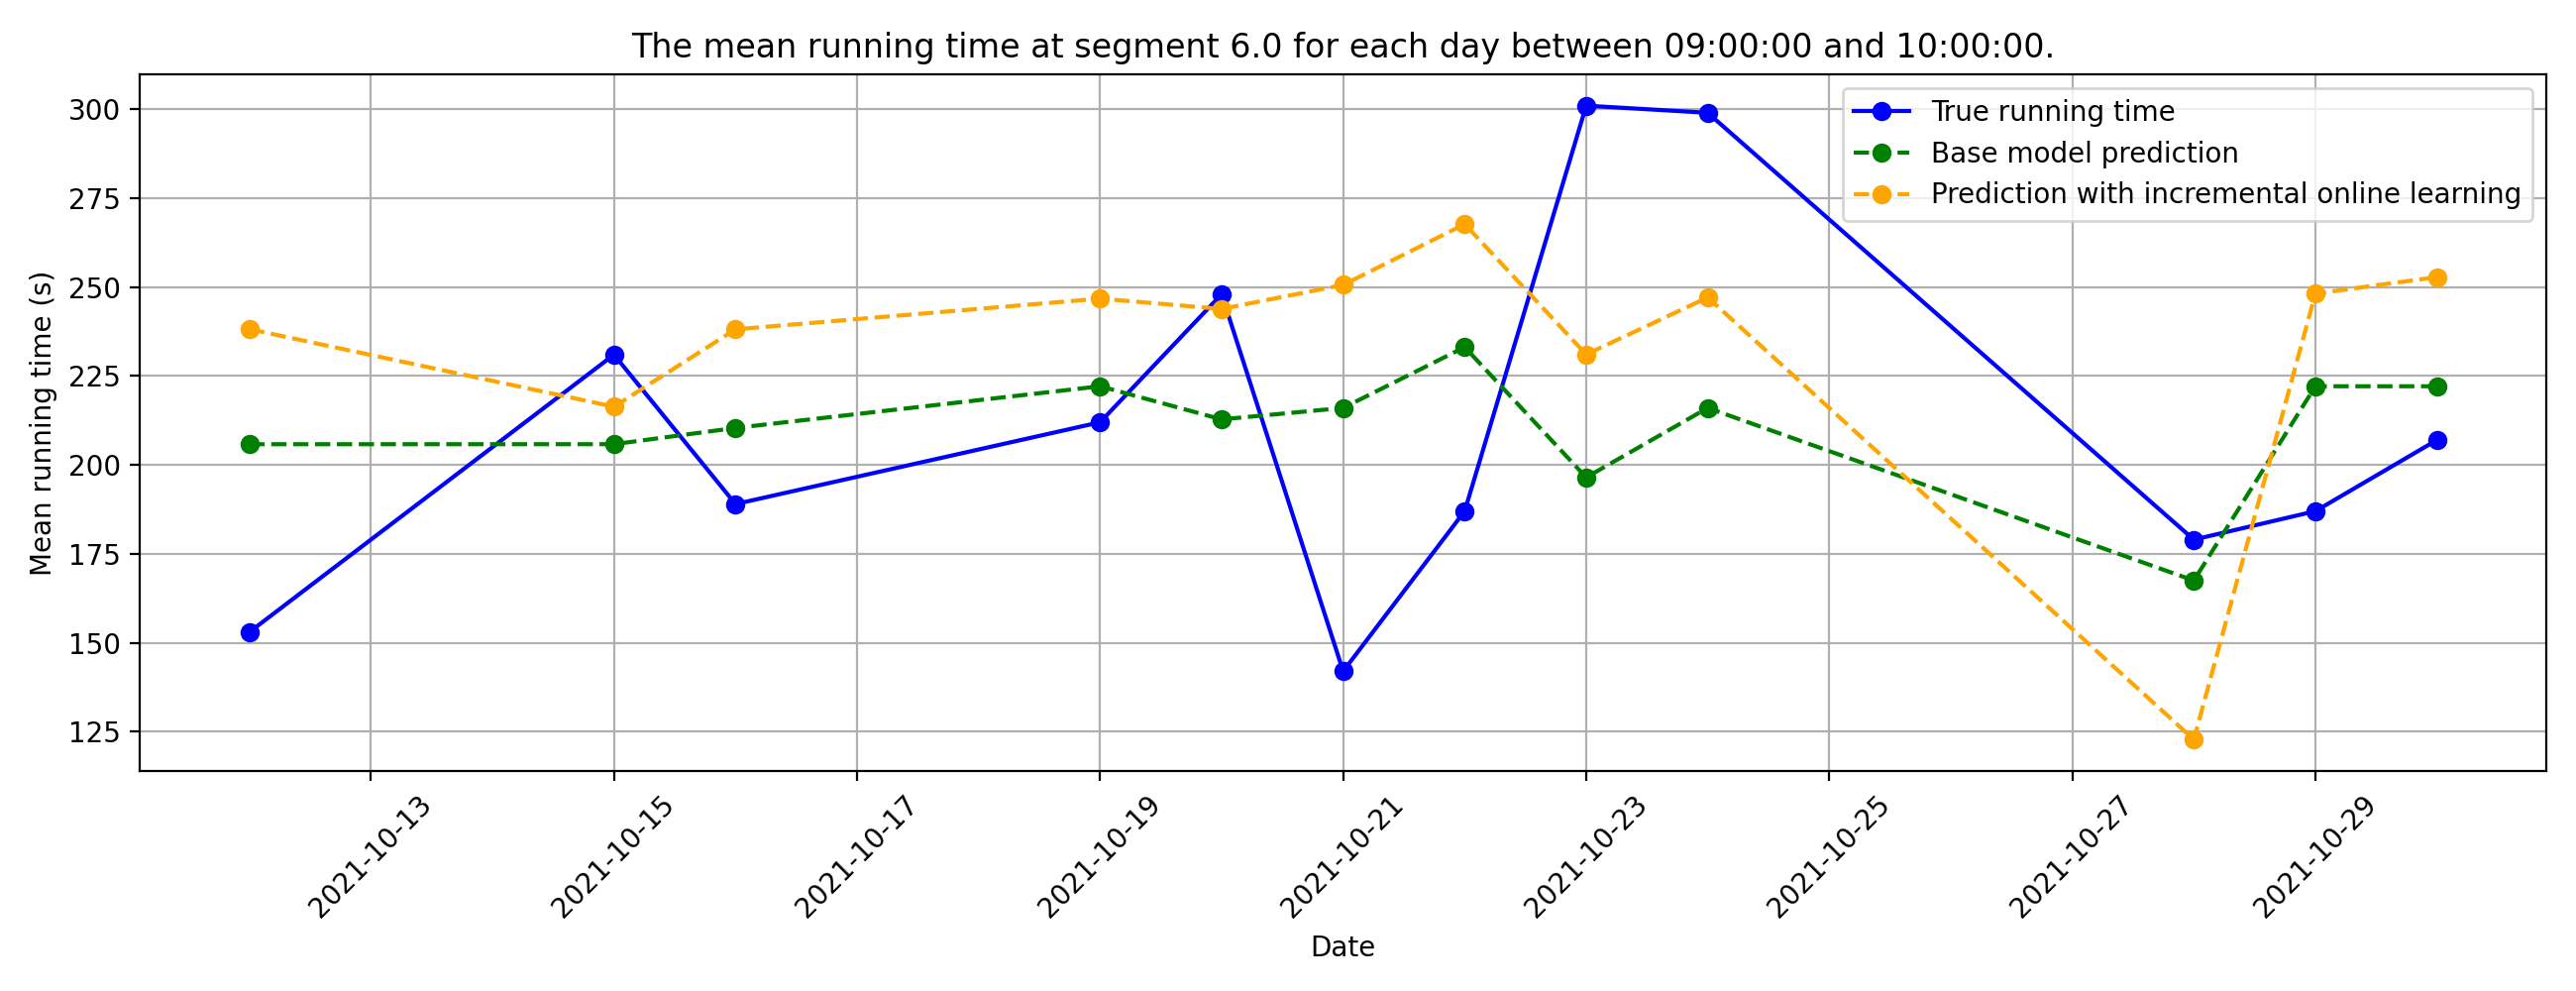 The mean running time at segment 6.0 for each day between 09:00:00 and 10:00:00.
True running time
Base model prediction
Prediction with incremental online learning
Mean running time (s)
300
275
250
225
200
175
150
125
2021-10-13
2021-10-15
2021-10-17
2021-10-19
2021-10-21
2021-10-23
2021-10-25
2021-10-27
2021-10-29
Date